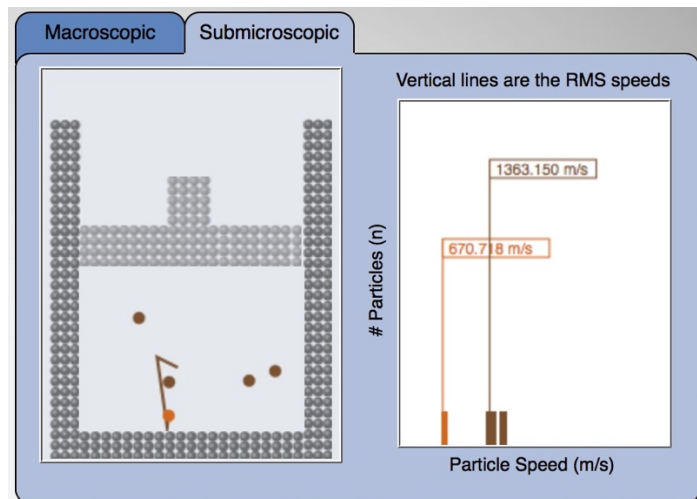 Macroscopic
Submicroscopic
Vertical lines are the RMS speeds
1363.150 m/s
670.718 m/s
# Particles (n)
Particle Speed (m/s)